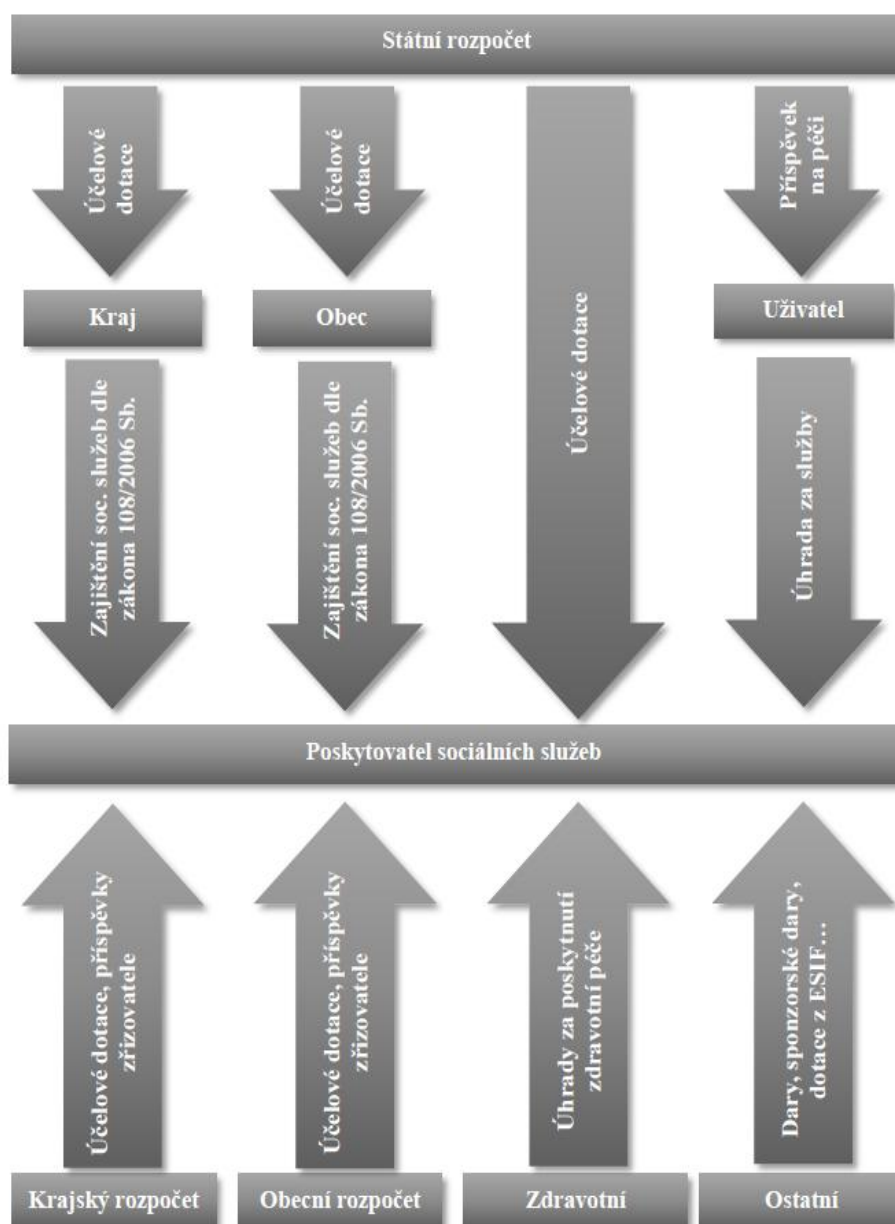 Státní rozpočet
Účelové
dotace
Účelové
dotace
Účelové dotace
Příspěvek
na péči
Kraj
Obec
Uživatel
Zajištění soc. služeb dle
zákona 108/2006 Sb.
Zajištění soc. služeb dle
zákona 108/2006 Sb.
Úhrada za služby
Poskytovatel sociálních služeb
Účelové dotace, příspěvky
zřizovatele
Účelové dotace, příspěvky
zřizovatele
Úhrady za poskytnutí
zdravotní péče
Dary, sponzorské dary,
dotace z ESIF...
Krajský rozpočet
Obecní rozpočet
Zdravotní
Ostatní